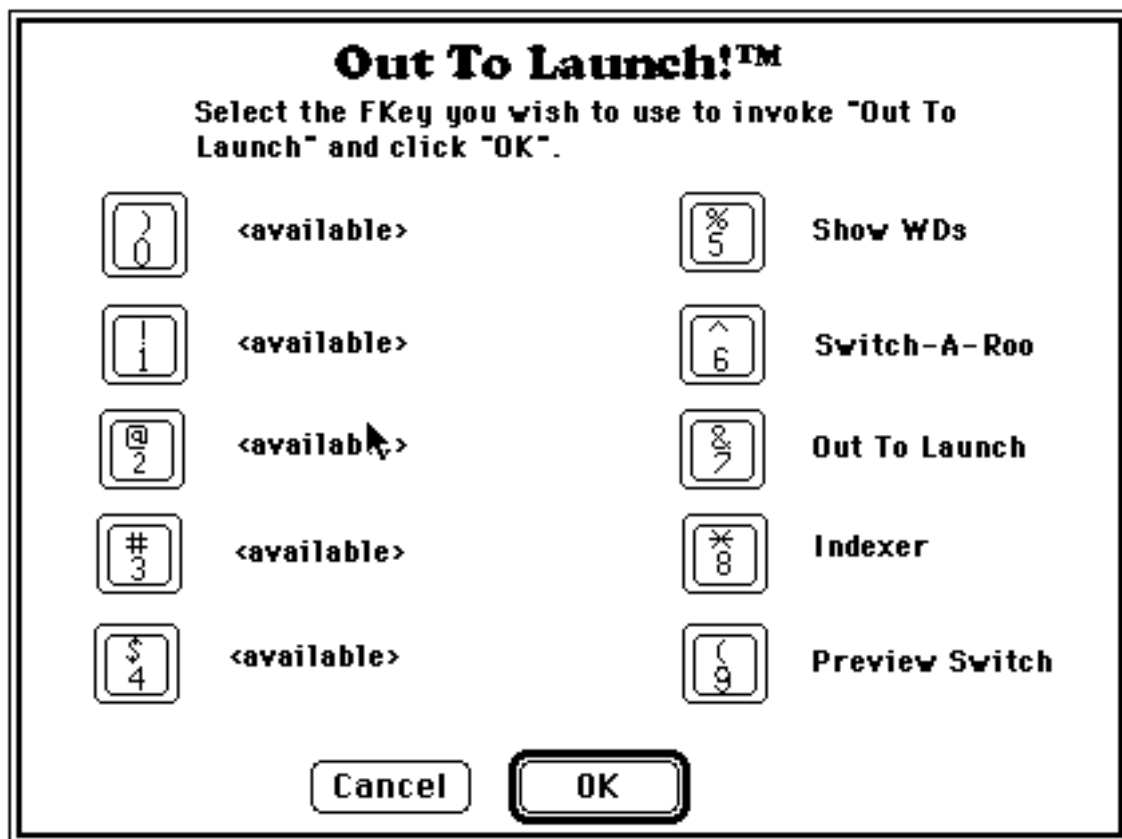 Out To Launch!™
Select the FKey you wish to use to invoke "Out To
Launch" and click "OK".
) 0 <available>
% 5 Show WDs
! 1 <available>
^ 6 Switch-A-Roo
@ 2 <available>
& 7 Out To Launch
# 3 <available>
* 8 Indexer
$ 4 <available>
( 9 Preview Switch
Cancel
OK